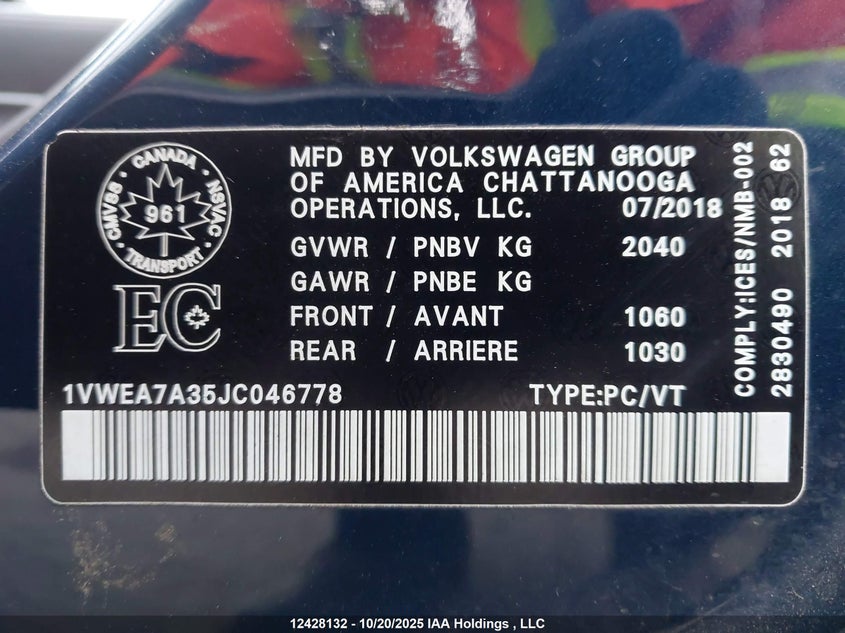 CANADA
CMVSS
NSVAC
961
TRANSPORT
EC
MFD BY VOLKSWAGEN GROUP
OF AMERICA CHATTANOOGA
OPERATIONS, LLC. 07/2018
GVWR / PNBV KG 2040
GAWR / PNBE KG
FRONT / AVANT 1060
REAR / ARRIERE 1030
1VWEA7A35JC046778 TYPE:PC/VT
COMPLY:ICES/NMB-002
2830490 2018 62
12428132 - 10/20/2025 IAA Holdings , LLC